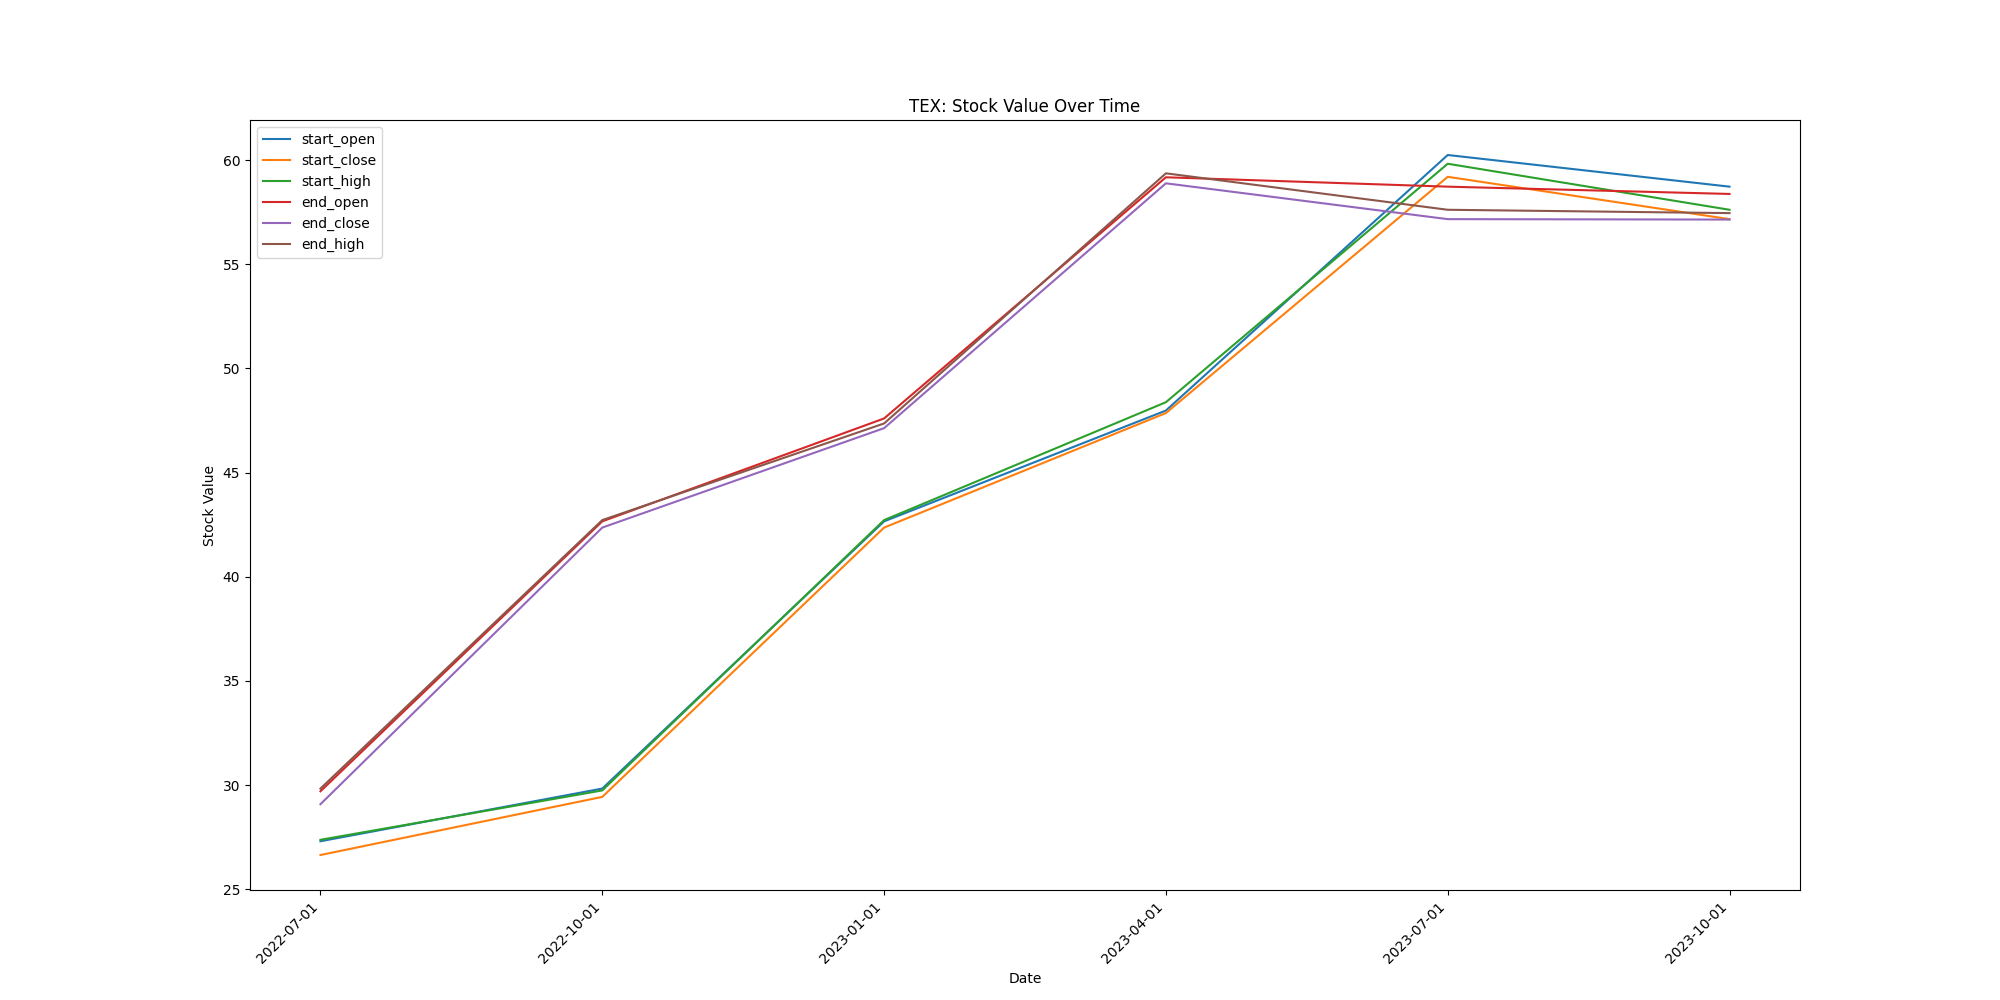 TEX: Stock Value Over Time
start_open
start_close
start_high
end_open
end_close
end_high
60
55
50
45
40
35
30
25
Stock Value
2022-07-01
2022-10-01
2023-01-01
2023-04-01
2023-07-01
2023-10-01
Date